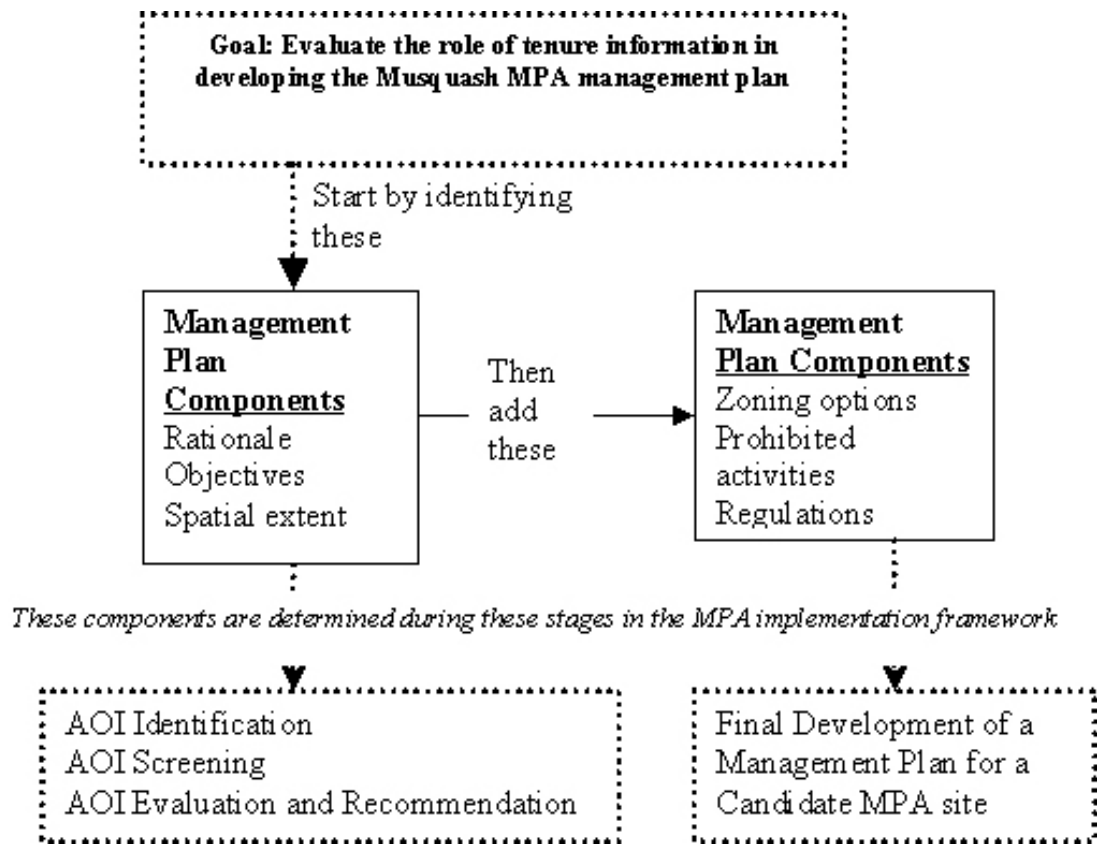 Goal: Evaluate the role of tenure information in
developing the Musquash MPA management plan
Start by identifying
these
Management
Plan
Components
Rationale
Objectives
Spatial extent
Then
add
these
Management
Plan Components
Zoning options
Prohibited
activities
Regulations
These components are determined during these stages in the MPA implementation framework
AOI Identification
AOI Screening
AOI Evaluation and Recommendation
Final Development of a
Management Plan for a
Candidate MPA site